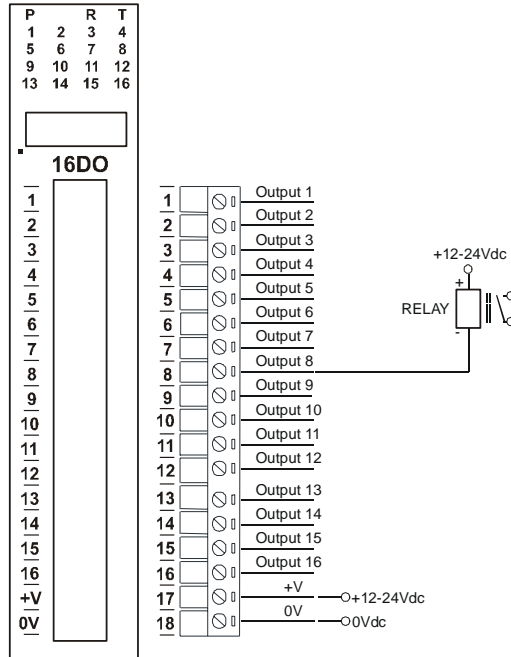 P R T
1 2 3 4
5 6 7 8
9 10 11 12
13 14 15 16
16DO
1 1 Output 1
2 2 Output 2
3 3 Output 3
4 4 Output 4
5 5 Output 5
6 6 Output 6
7 7 Output 7
8 8 Output 8
9 9 Output 9
10 10 Output 10
11 11 Output 11
12 12 Output 12
13 13 Output 13
14 14 Output 14
15 15 Output 15
16 16 Output 16
+V 17 +V +12-24Vdc
0V 18 0V 0Vdc
+12-24Vdc
+
RELAY
-